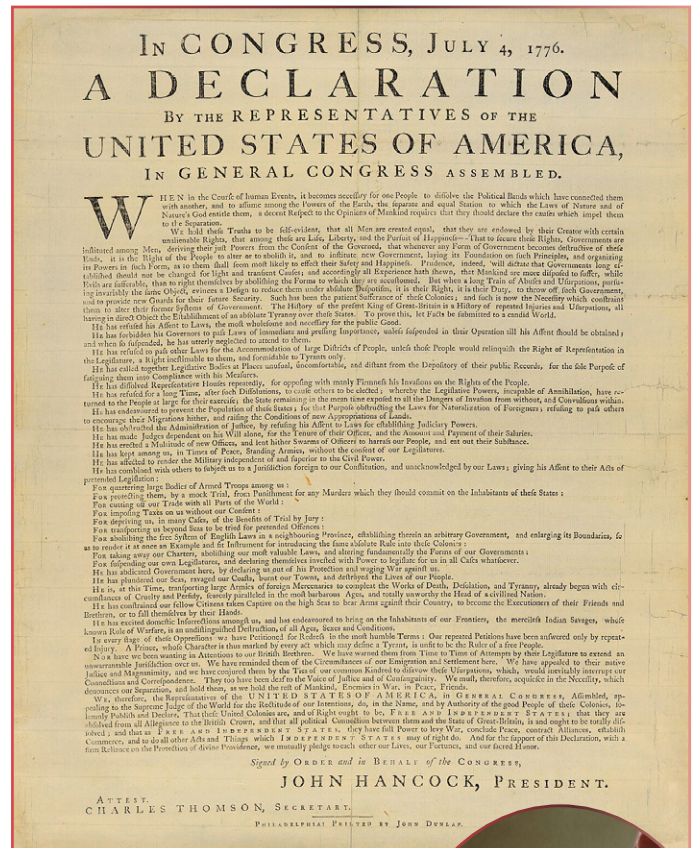 IN CONGRESS, JULY 4, 1776.
A DECLARATION
BY THE REPRESENTATIVES OF THE
UNITED STATES OF AMERICA,
IN GENERAL CONGRESS ASSEMBLED.
WHEN in the Courſe of human Events, it becomes neceſſary for one People to diſſolve the Political Bands which have connected them
with another, and to aſſume among the Powers of the Earth, the ſeparate and equal Station to which the Laws of Nature and of
Nature's God entitle them, a decent Reſpect to the Opinions of Mankind requires that they ſhould declare the cauſes which impel them
to the Separation.
WE hold theſe Truths to be ſelf-evident, that all Men are created equal, that they are endowed by their Creator with certain
unalienable Rights, that among theſe are Life, Liberty, and the Purſuit of Happineſs--That to ſecure theſe Rights, Governments are
inſtituted among Men, deriving their juſt Powers from the Conſent of the Governed, that whenever any Form of Government becomes deſtructive of theſe
Ends, it is the Right of the People to alter or to aboliſh it, and to inſtitute new Government, laying its Foundation on ſuch Principles, and organizing
its Powers in ſuch Form, as to them ſhall ſeem moſt likely to effect their Safety and Happineſs. Prudence, indeed, will dictate that Governments long eſ-
tabliſhed ſhould not be changed for light and tranſient Cauſes; and accordingly all Experience hath ſhewn, that Mankind are more diſpoſed to ſuffer, while
Evils are ſufferable, than to right themſelves by aboliſhing the Forms to which they are accuſtomed. But when a long Train of Abuſes and Uſurpations, purſu-
ing invariably the ſame Object, evinces a Deſign to reduce them under abſolute Deſpotiſm, it is their Right, it is their Duty, to throw off ſuch Government,
and to provide new Guards for their future Security. Such has been the patient Sufferance of theſe Colonies; and ſuch is now the Neceſſity which conſtrains
them to alter their former Syſtems of Government. The Hiſtory of the preſent King of Great-Britain is a Hiſtory of repeated Injuries and Uſurpations, all
having in direct Object the Eſtabliſhment of an abſolute Tyranny over theſe States. To prove this, let Facts be ſubmitted to a candid World.
HE has refuſed his Aſſent to Laws, the moſt wholeſome and neceſſary for the public Good.
HE has forbidden his Governors to paſs Laws of immediate and preſſing Importance, unleſs ſuſpended in their Operation till his Aſſent ſhould be obtained;
and when ſo ſuſpended, he has utterly neglected to attend to them.
HE has refuſed to paſs other Laws for the Accommodation of large Diſtricts of People, unleſs thoſe People would relinquiſh the Right of Repreſentation in
the Legiſlature, a Right ineſtimable to them, and formidable to Tyrants only.
HE has called together Legiſlative Bodies at Places unuſual, uncomfortable, and diſtant from the Depoſitory of their public Records, for the ſole Purpoſe of
fatiguing them into Compliance with his Meaſures.
HE has diſſolved Repreſentative Houſes repeatedly, for oppoſing with manly Firmneſs his Invaſions on the Rights of the People.
HE has refuſed for a long Time, after ſuch Diſſolutions, to cauſe others to be elected; whereby the Legiſlative Powers, incapable of Annihilation, have re-
turned to the People at large for their exerciſe; the State remaining in the mean time expoſed to all the Dangers of Invaſion from without, and Convulſions within.
HE has endeavoured to prevent the Population of theſe States; for that Purpoſe obſtructing the Laws for Naturalization of Foreigners; refuſing to paſs others
to encourage their Migrations hither, and raiſing the Conditions of new Appropriations of Lands.
HE has obſtructed the Adminiſtration of Juſtice, by refuſing his Aſſent to Laws for eſtabliſhing Judiciary Powers.
HE has made Judges dependent on his Will alone, for the Tenure of their Offices, and the Amount and Payment of their Salaries.
HE has erected a Multitude of new Offices, and ſent hither Swarms of Officers to harraſs our People, and eat out their Subſtance.
HE has kept among us, in Times of Peace, Standing Armies, without the conſent of our Legiſlatures.
HE has affected to render the Military independent of and ſuperior to the Civil Power.
HE has combined with others to ſubject us to a Juriſdiction foreign to our Conſtitution, and unacknowledged by our Laws; giving his Aſſent to their Acts of
pretended Legiſlation:
FOR quartering large Bodies of Armed Troops among us:
FOR protecting them, by a mock Trial, from Puniſhment for any Murders which they ſhould commit on the Inhabitants of theſe States:
FOR cutting off our Trade with all Parts of the World:
FOR impoſing Taxes on us without our Conſent:
FOR depriving us, in many Caſes, of the Benefits of Trial by Jury:
FOR tranſporting us beyond Seas to be tried for pretended Offences:
FOR aboliſhing the free Syſtem of Engliſh Laws in a neighbouring Province, eſtabliſhing therein an arbitrary Government, and enlarging its Boundaries, ſo
as to render it at once an Example and fit Inſtrument for introducing the ſame abſolute Rule into theſe Colonies:
FOR taking away our Charters, aboliſhing our moſt valuable Laws, and altering fundamentally the Forms of our Governments:
FOR ſuſpending our own Legiſlatures, and declaring themſelves inveſted with Power to legiſlate for us in all Caſes whatſoever.
HE has abdicated Government here, by declaring us out of his Protection and waging War againſt us.
HE has plundered our Seas, ravaged our Coaſts, burnt our Towns, and deſtroyed the Lives of our People.
HE is, at this Time, tranſporting large Armies of foreign Mercenaries to compleat the Works of Death, Deſolation, and Tyranny, already begun with cir-
cumſtances of Cruelty and Perfidy, ſcarcely paralleled in the moſt barbarous Ages, and totally unworthy the Head of a civilized Nation.
HE has conſtrained our fellow Citizens taken Captive on the high Seas to bear Arms againſt their Country, to become the Executioners of their Friends and
Brethren, or to fall themſelves by their Hands.
HE has excited domeſtic Inſurrections amongſt us, and has endeavoured to bring on the Inhabitants of our Frontiers, the mercileſs Indian Savages, whoſe
known Rule of Warfare, is an undiſtinguiſhed Deſtruction, of all Ages, Sexes and Conditions.
IN every ſtage of theſe Oppreſſions we have Petitioned for Redreſs in the moſt humble Terms: Our repeated Petitions have been anſwered only by repeat-
ed Injury. A Prince, whoſe Character is thus marked by every act which may define a Tyrant, is unfit to be the Ruler of a free People.
NOR have we been wanting in Attentions to our Britiſh Brethren. We have warned them from Time to Time of Attempts by their Legiſlature to extend an
unwarrantable Juriſdiction over us. We have reminded them of the Circumſtances of our Emigration and Settlement here. We have appealed to their native
Juſtice and Magnanimity, and we have conjured them by the Ties of our common Kindred to diſavow theſe Uſurpations, which, would inevitably interrupt our
Connections and Correſpondence. They too have been deaf to the Voice of Juſtice and of Conſanguinity. We muſt, therefore, acquieſce in the Neceſſity, which
denounces our Separation, and hold them, as we hold the reſt of Mankind, Enemies in War, in Peace, Friends.
WE, therefore, the Repreſentatives of the UNITED STATES OF AMERICA, IN GENERAL CONGRESS, Aſſembled, ap-
pealing to the Supreme Judge of the World for the Rectitude of our Intentions, do, in the Name, and by Authority of the good People of theſe Colonies, ſo-
lemnly Publiſh and Declare, That theſe United Colonies are, and of Right ought to be, FREE AND INDEPENDENT STATES; that they are
abſolved from all Allegiance to the Britiſh Crown, and that all political Connection between them and the State of Great-Britain, is and ought to be totally diſ-
ſolved; and that as FREE AND INDEPENDENT STATES, they have full Power to levy War, conclude Peace, contract Alliances, eſtabliſh
Commerce, and to do all other Acts and Things which INDEPENDENT STATES may of right do. And for the ſupport of this Declaration, with a
firm Reliance on the Protection of divine Providence, we mutually pledge to each other our Lives, our Fortunes, and our ſacred Honor.
Signed by ORDER and in BEHALF of the CONGRESS,
JOHN HANCOCK, PRESIDENT.
ATTEST.
CHARLES THOMSON, SECRETARY.
PHILADELPHIA: PRINTED BY JOHN DUNLAP.